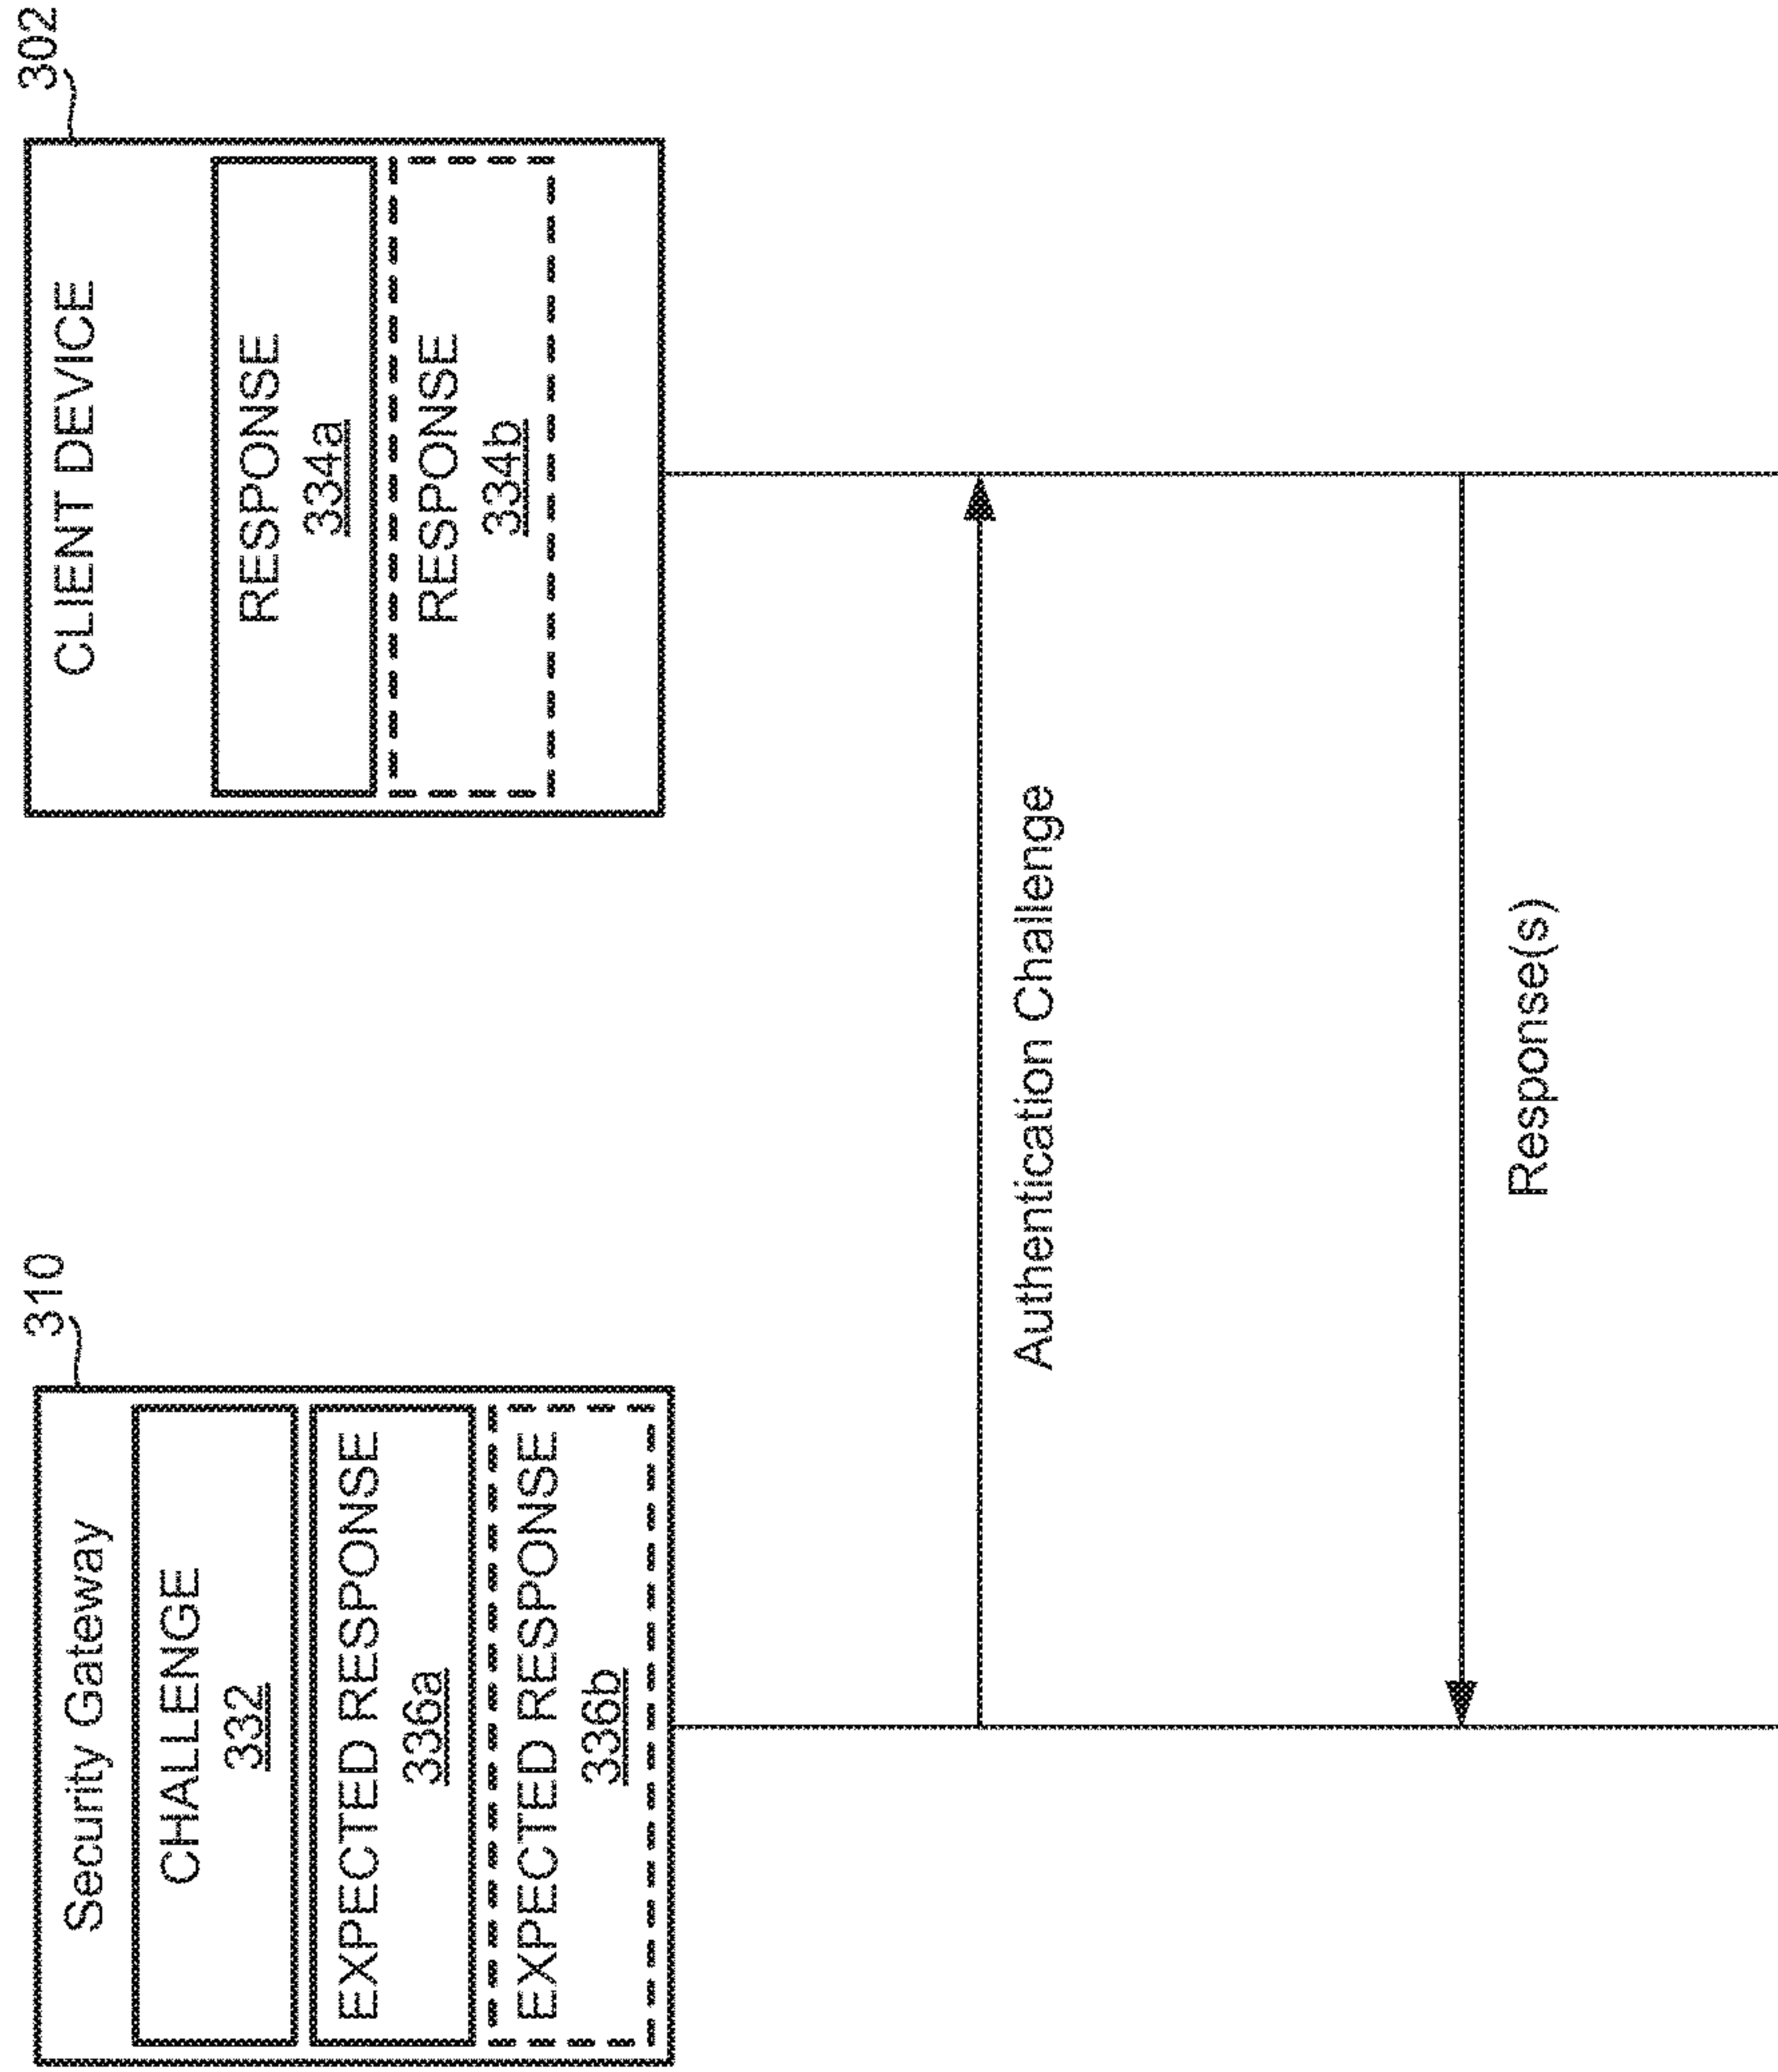 310
Security Gateway
CHALLENGE
332
EXPECTED RESPONSE
336a
EXPECTED RESPONSE
336b
302
CLIENT DEVICE
RESPONSE
334a
RESPONSE
334b
Authentication Challenge
Response(s)